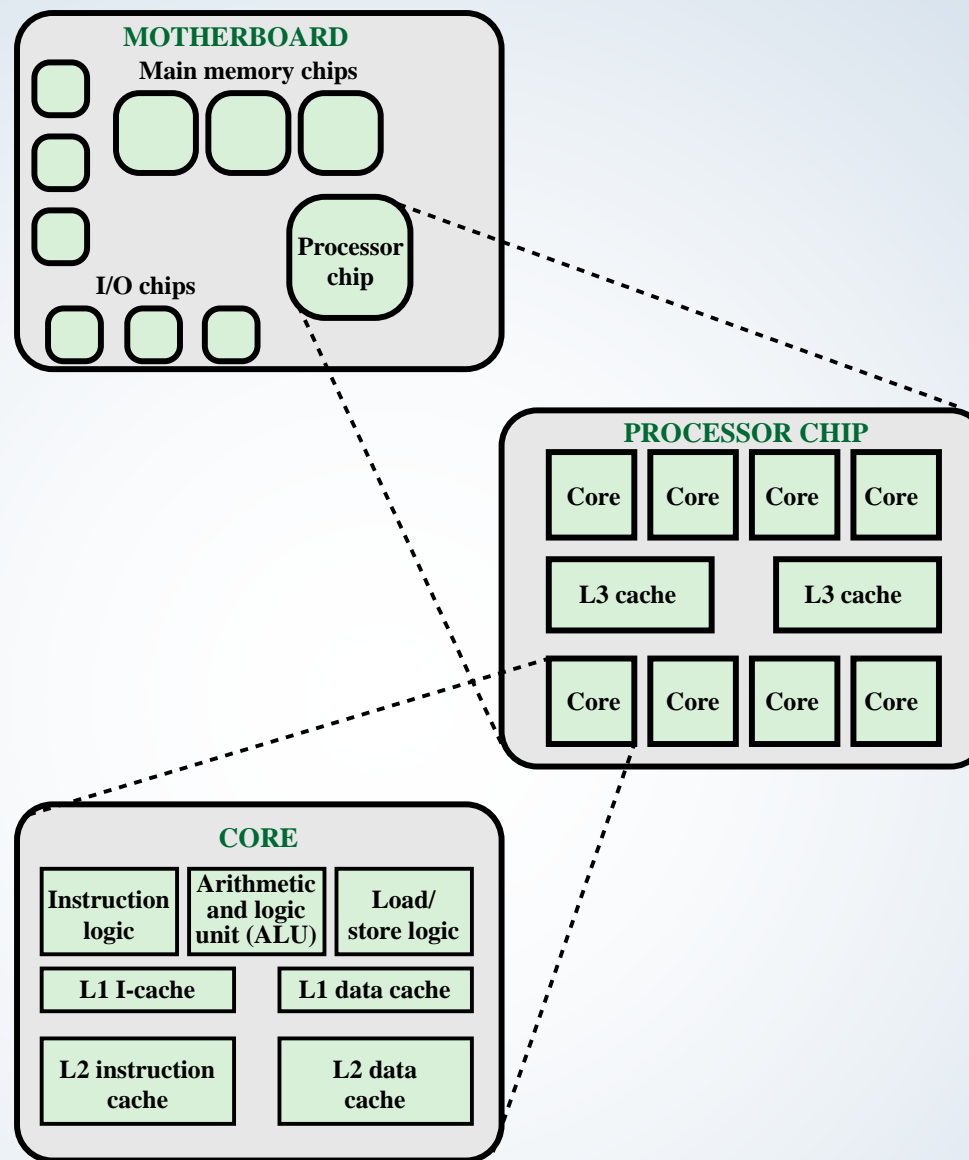 MOTHERBOARD
Main memory chips
Processor
chip
I/O chips
PROCESSOR CHIP
Core
Core
Core
Core
L3 cache
L3 cache
Core
Core
Core
Core
CORE
Instruction
logic
Arithmetic
and logic
unit (ALU)
Load/
store logic
L1 I-cache
L1 data cache
L2 instruction
cache
L2 data
cache